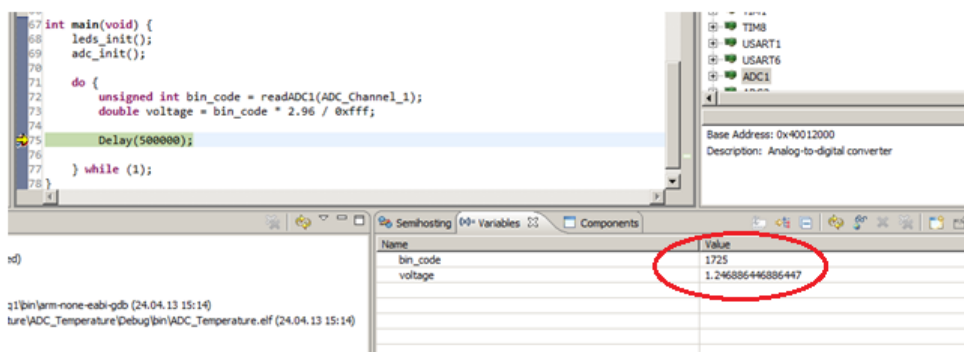 67 int main(void) {
68 leds_init();
69 adc_init();
70
71 do {
72 unsigned int bin_code = readADC1(ADC_Channel_1);
73 double voltage = bin_code * 2.96 / 0xfff;
74
75 Delay(500000);
76
77 } while (1);
78 }
TIM8
USART1
USART6
ADC1
Base Address: 0x40012000
Description: Analog-to-digital converter
Semihosting (x)= Variables Components
Name Value
bin_code 1725
voltage 1.246886446886447
ed)
g1\bin\arm-none-eabi-gdb (24.04.13 15:14)
ture\ADC_Temperature\Debug\bin\ADC_Temperature.elf (24.04.13 15:14)